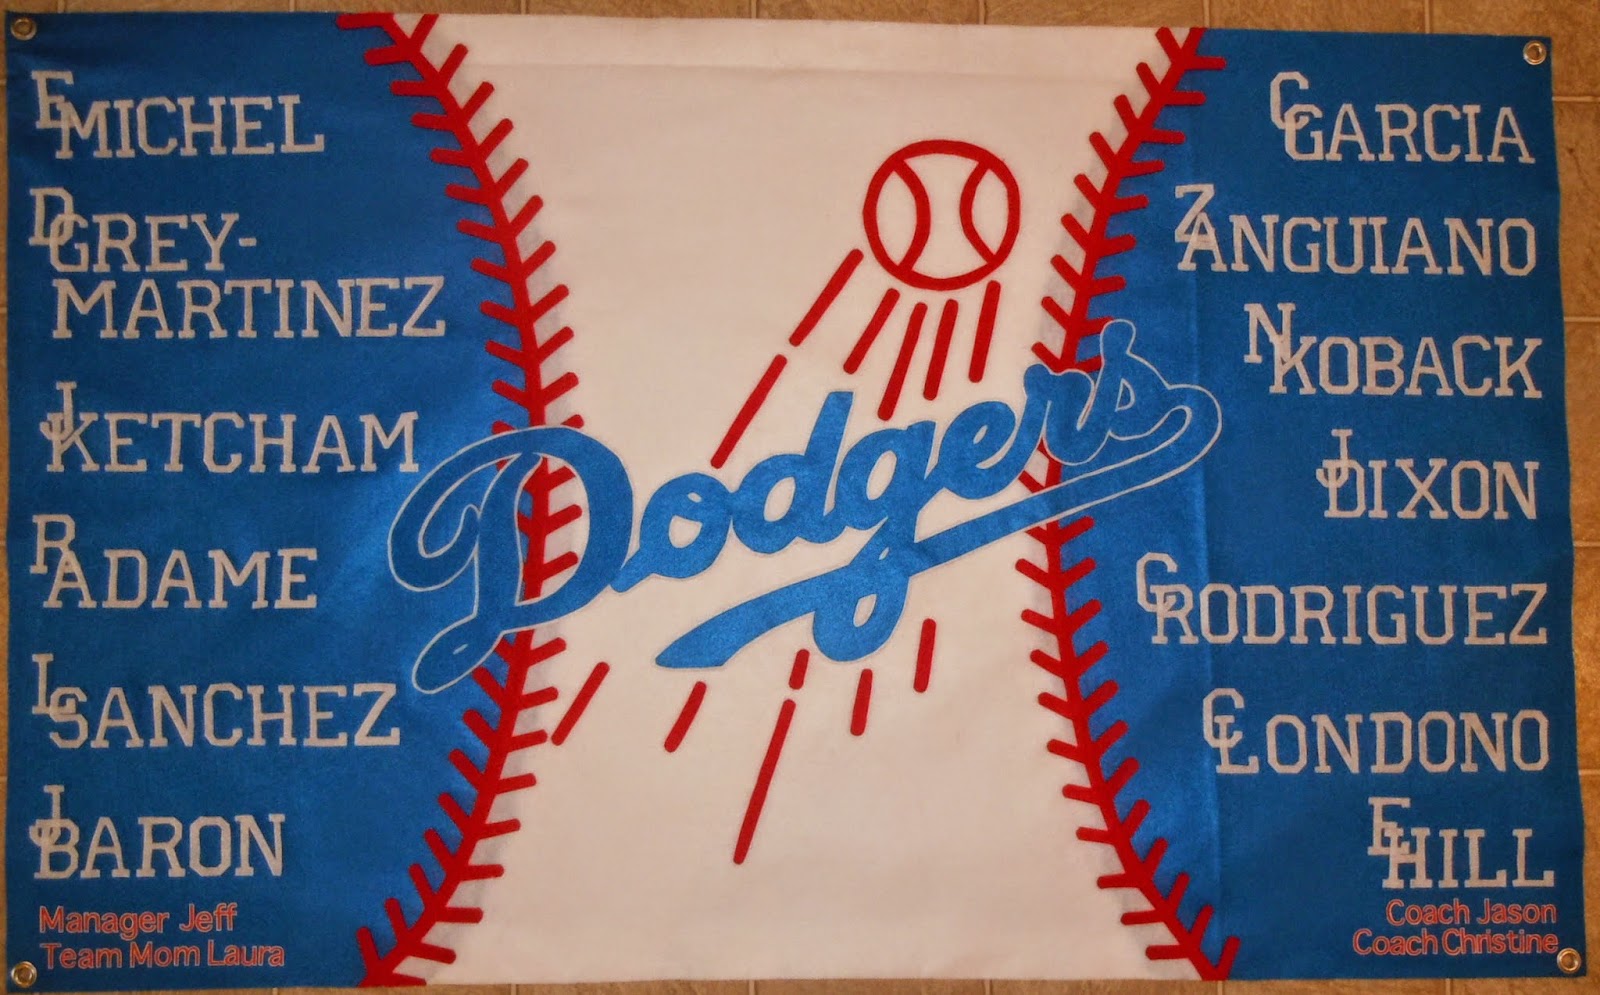 E MICHEL
D GREY-
MARTINEZ
J KETCHAM
R ADAME
L SANCHEZ
J BARON
Manager Jeff
Team Mom Laura
Dodgers
C GARCIA
Z ANGUIANO
N KOBACK
J DIXON
C RODRIGUEZ
C LONDONO
E HILL
Coach Jason
Coach Christine